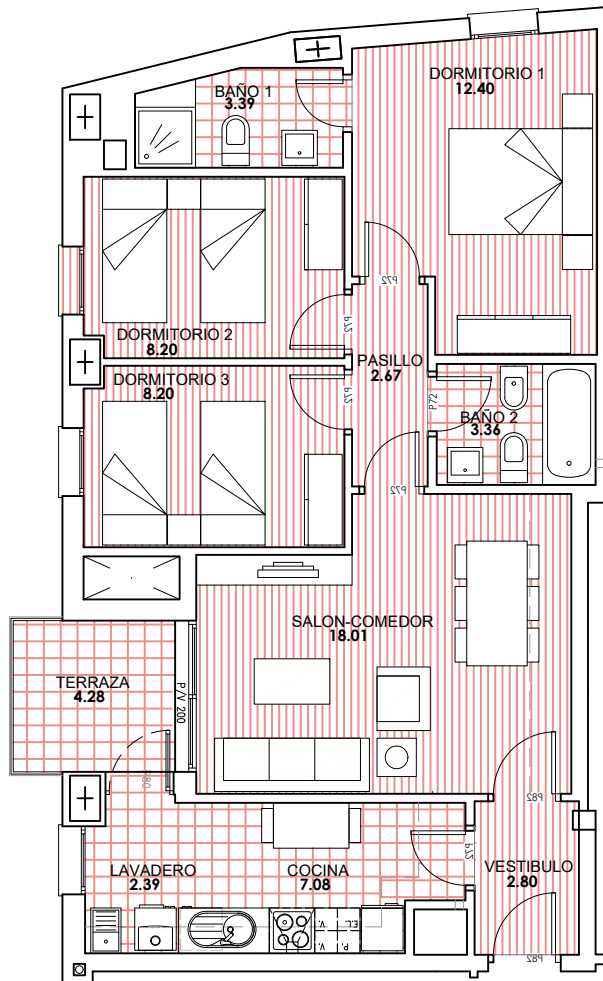 BAÑO 1
3.39
DORMITORIO 1
12.40
P72
DORMITORIO 2
8.20
P72
PASILLO
2.67
DORMITORIO 3
8.20
P72
P72
BAÑO 2
3.36
P72
SALON-COMEDOR
18.01
TERRAZA
4.28
P/V 200
P80
P82
LAVADERO
2.39
COCINA
7.08
P72
VESTIBULO
2.80
V.
EL.
V.
P.
P82